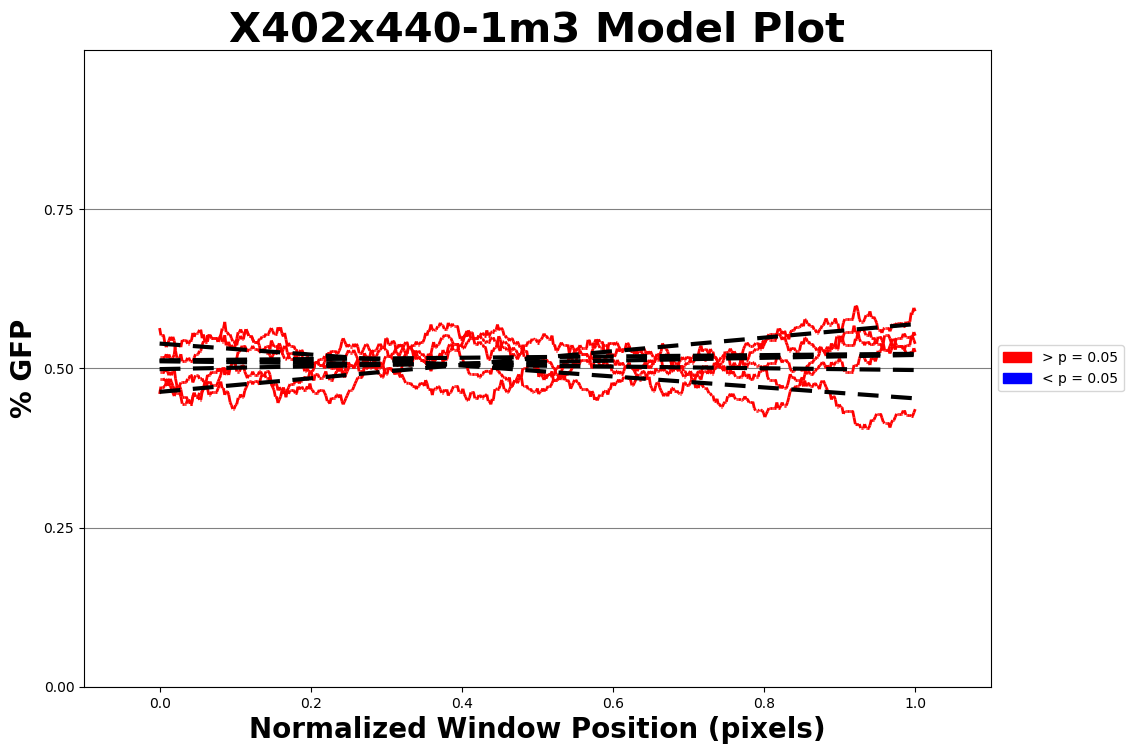 X402x440-1m3 Model Plot
% GFP
0.75
0.50
0.25
0.00
0.0 0.2 0.4 0.6 0.8 1.0
Normalized Window Position (pixels)
> p = 0.05
< p = 0.05